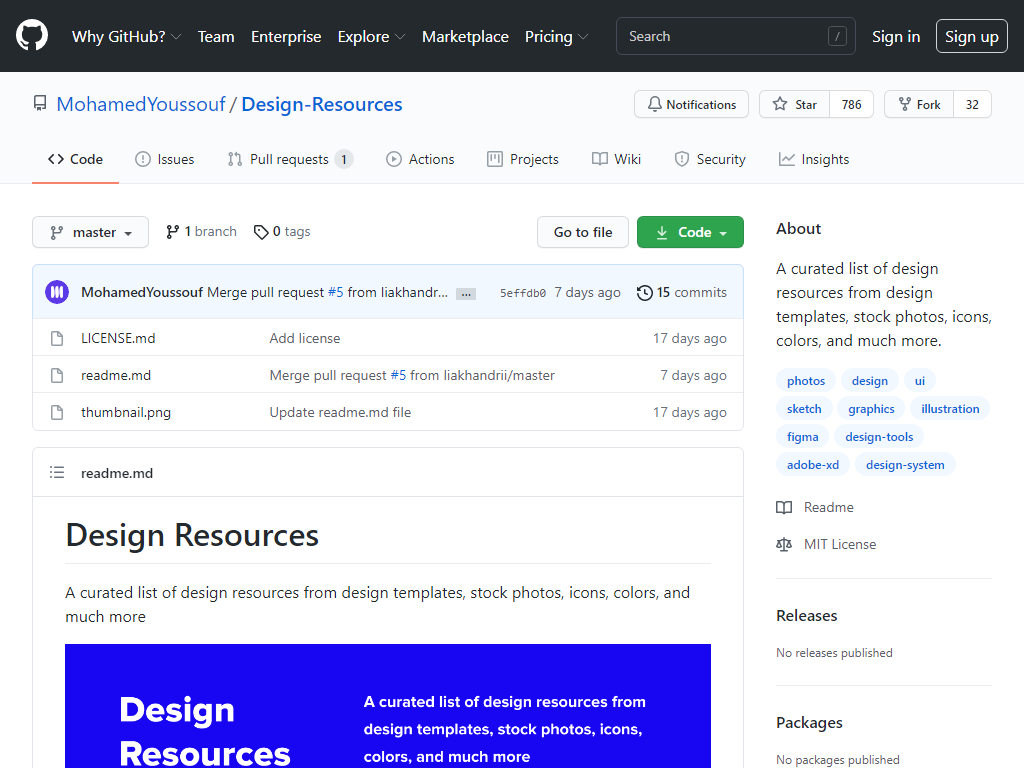 Why GitHub? Team Enterprise Explore Marketplace Pricing Search / Sign in Sign up
MohamedYoussouf / Design-Resources Notifications Star 786 Fork 32
Code Issues Pull requests 1 Actions Projects Wiki Security Insights
master 1 branch 0 tags Go to file Code
MohamedYoussouf Merge pull request #5 from liakhandr... ... 5effdb0 7 days ago 15 commits
LICENSE.md Add license 17 days ago
readme.md Merge pull request #5 from liakhandrii/master 7 days ago
thumbnail.png Update readme.md file 17 days ago
readme.md
Design Resources
A curated list of design resources from design templates, stock photos, icons, colors, and
much more
Design
Resources
A curated list of design resources from
design templates, stock photos, icons,
colors, and much more
About
A curated list of design
resources from design
templates, stock photos, icons,
colors, and much more.
photos design ui
sketch graphics illustration
figma design-tools
adobe-xd design-system
Readme
MIT License
Releases
No releases published
Packages
No packages published